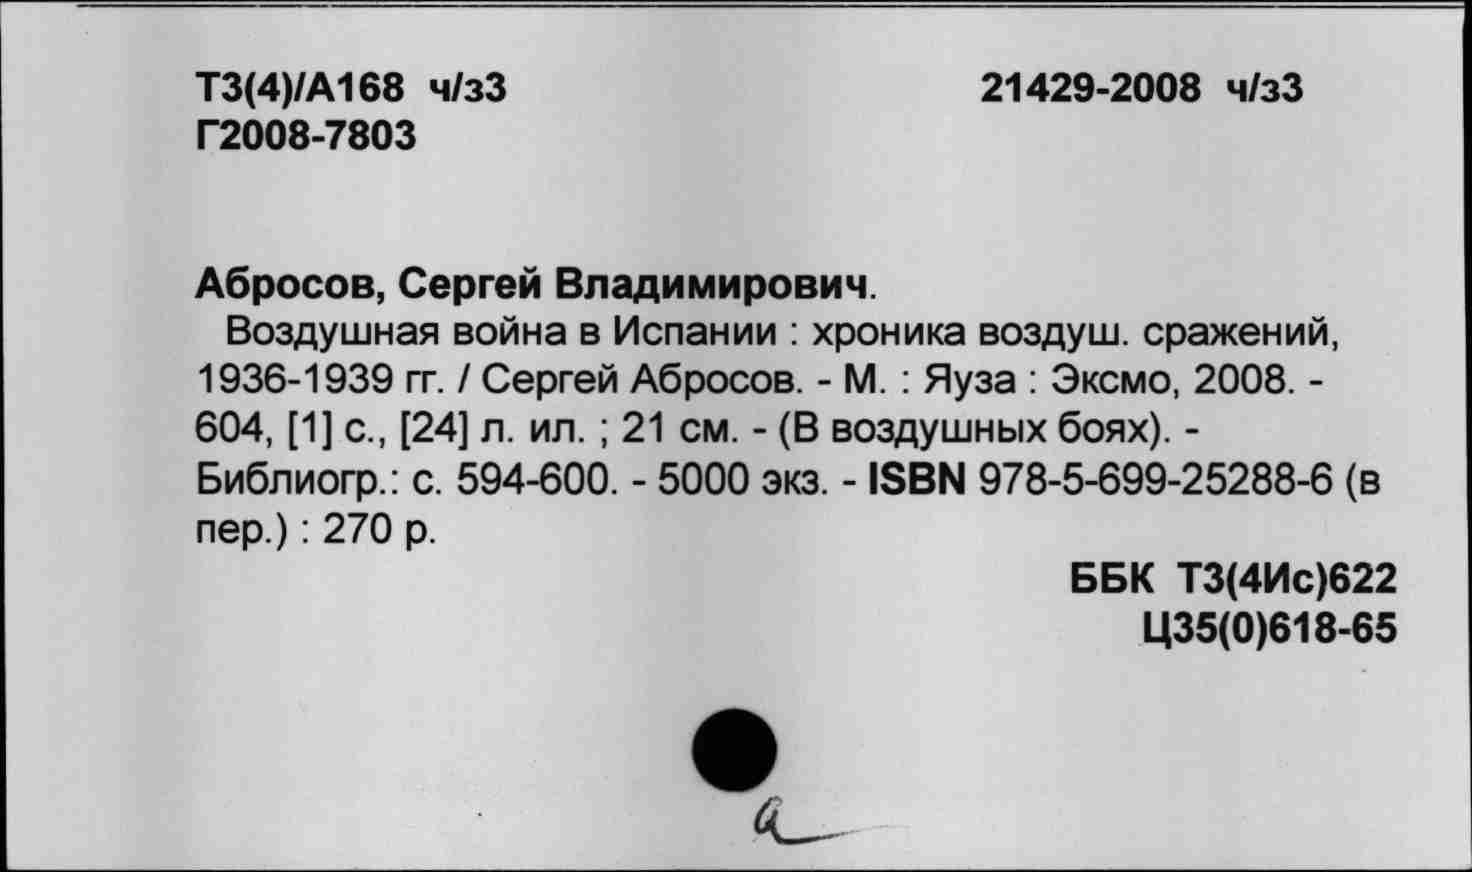 Т3(4)/А168 ч/з3 21429-2008 ч/з3
Г2008-7803
Абросов, Сергей Владимирович.
Воздушная война в Испании : хроника воздуш. сражений,
1936-1939 гг. / Сергей Абросов. - М. : Яуза : Эксмо, 2008. -
604, [1] с., [24] л. ил. ; 21 см. - (В воздушных боях). -
Библиогр.: с. 594-600. - 5000 экз. - ISBN 978-5-699-25288-6 (в
пер.) : 270 р.
ББК Т3(4Ис)622
Ц35(0)618-65
а